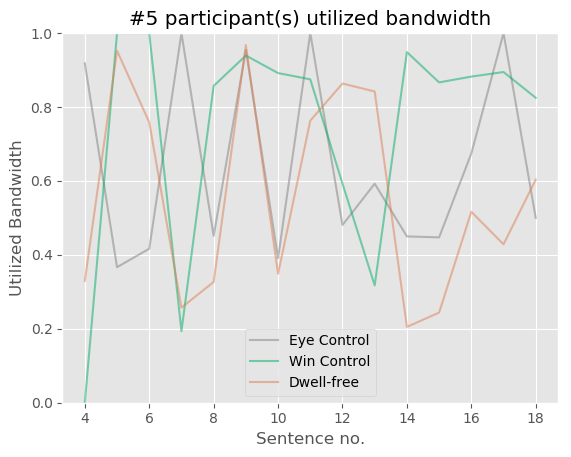 #5 participant(s) utilized bandwidth
1.0
0.8
0.6
0.4
0.2
0.0
Utilized Bandwidth
Eye Control
Win Control
Dwell-free
4 6 8 10 12 14 16 18
Sentence no.